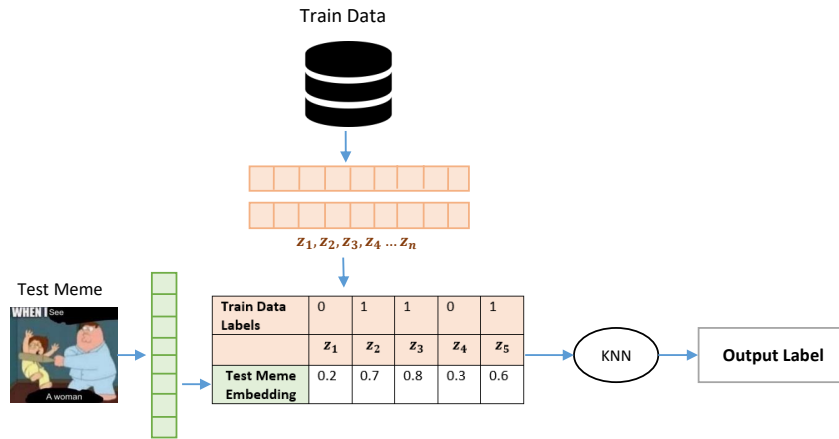 Train Data
z₁, z₂, z₃, z₄ … zₙ
Test Meme
WHEN I See
A woman
Train Data Labels 0 1 1 0 1
z₁ z₂ z₃ z₄ z₅
Test Meme Embedding 0.2 0.7 0.8 0.3 0.6
KNN
Output Label